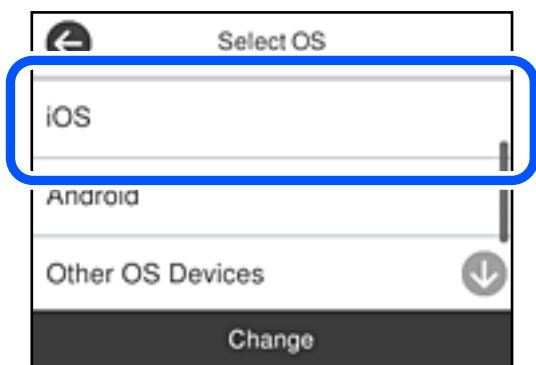 Select OS
iOS
Android
Other OS Devices
Change